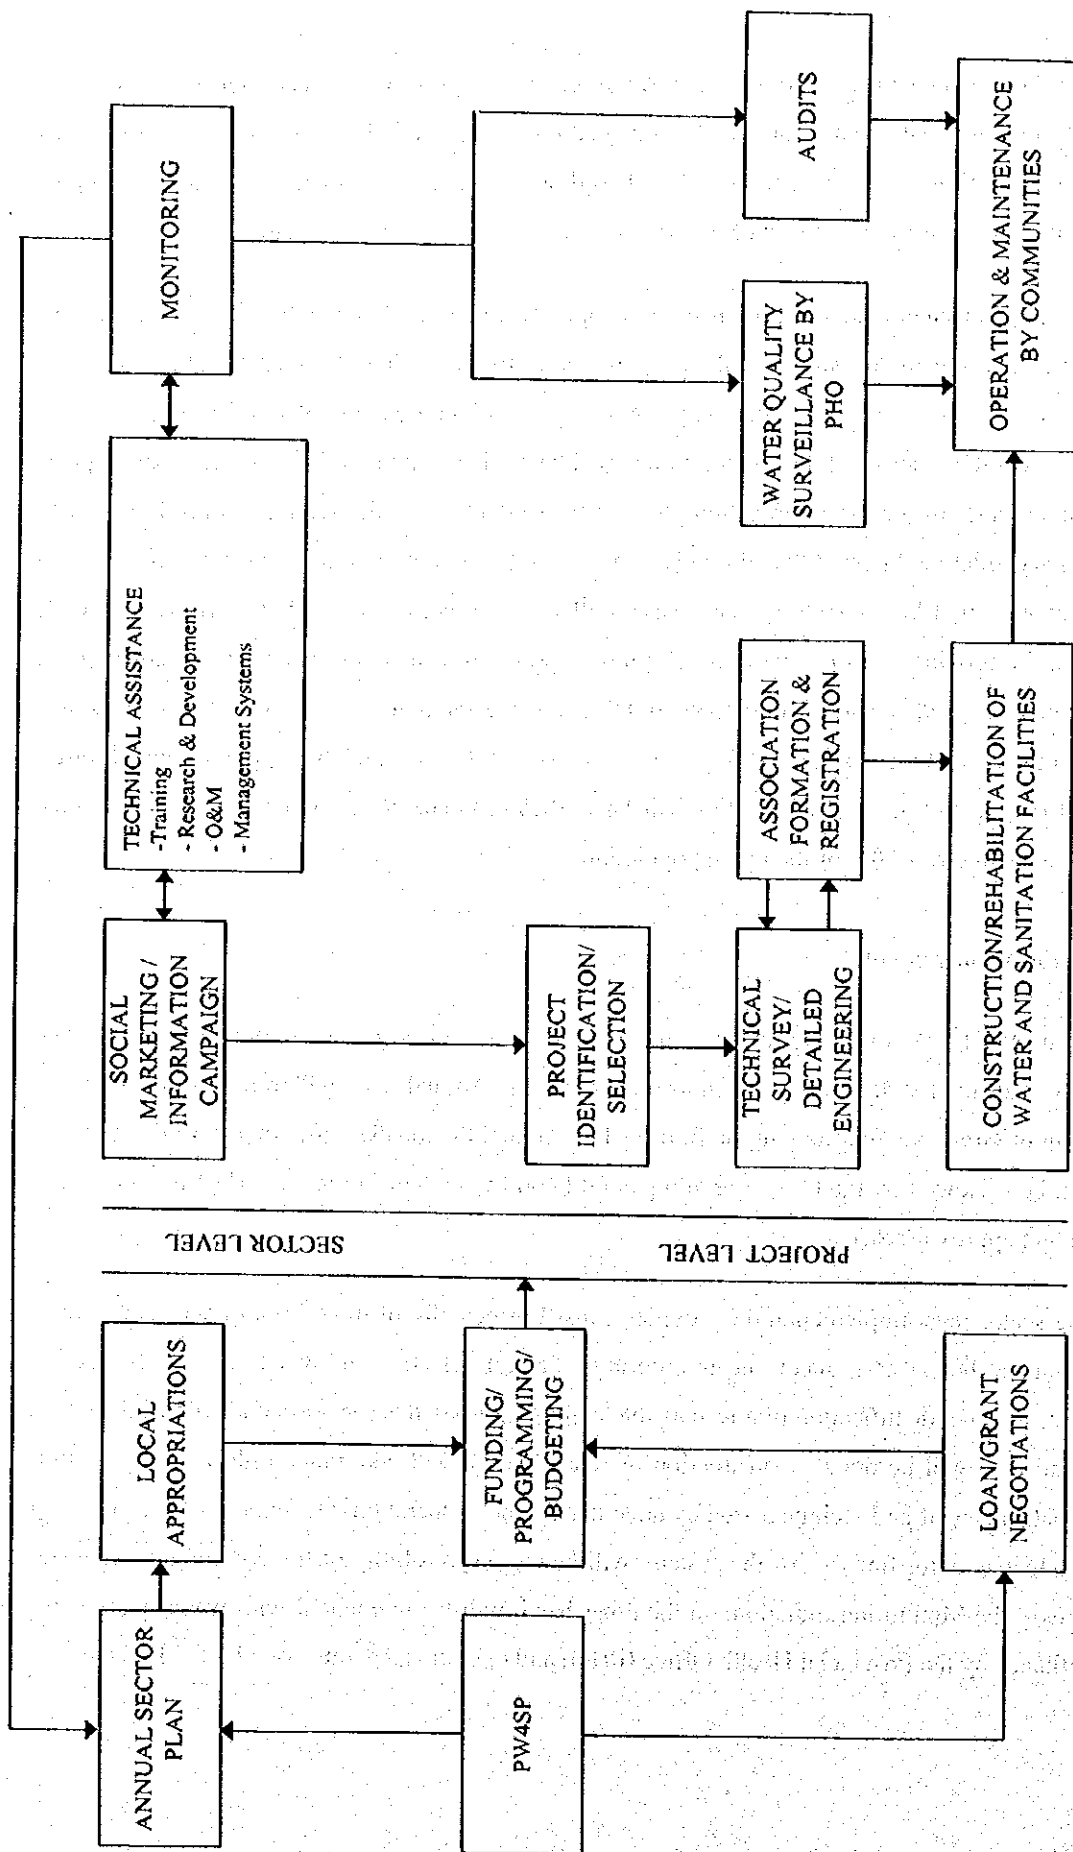 ANNUAL SECTOR
PLAN
LOCAL
APPROPRIATIONS
PW4SP
FUNDING/
PROGRAMMING/
BUDGETING
LOAN/GRANT
NEGOTIATIONS
SECTOR LEVEL
PROJECT LEVEL
SOCIAL
MARKETING /
INFORMATION
CAMPAIGN
TECHNICAL ASSISTANCE
-Training
- Research & Development
- O&M
- Management Systems
MONITORING
PROJECT
IDENTIFICATION/
SELECTION
TECHNICAL
SURVEY/
DETAILED
ENGINEERING
ASSOCIATION
FORMATION &
REGISTRATION
WATER QUALITY
SURVEILLANCE BY
PHO
AUDITS
CONSTRUCTION/REHABILITATION OF
WATER AND SANITATION FACILITIES
OPERATION & MAINTENANCE
BY COMMUNITIES